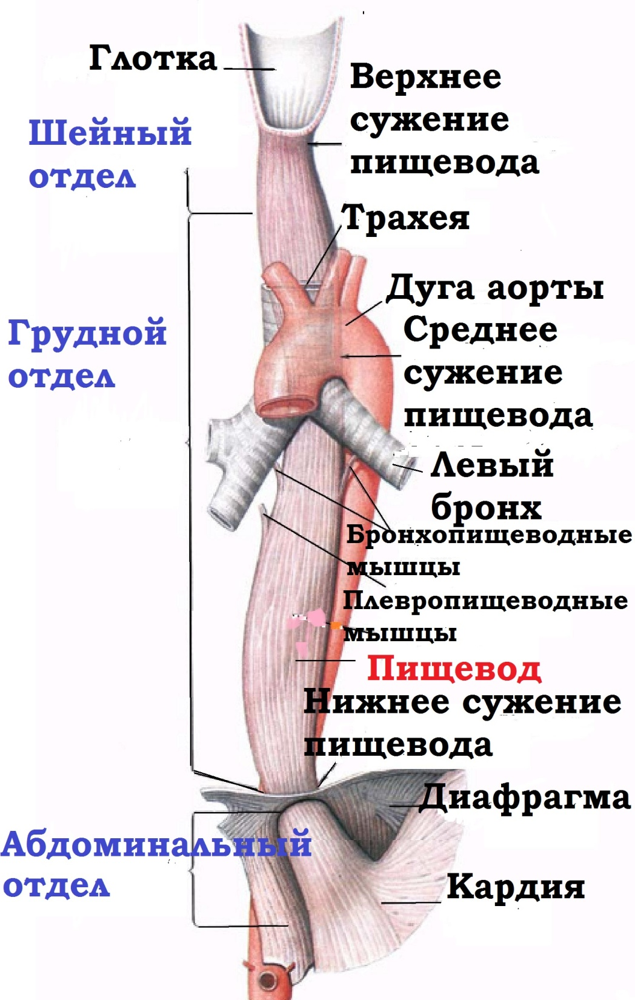 Глотка
Верхнее
сужение
пищевода
Шейный
отдел
Трахея
Дуга аорты
Среднее
сужение
пищевода
Грудной
отдел
Левый
бронх
Бронхопищеводные
мышцы
Плевропищеводные
мышцы
Пищевод
Нижнее сужение
пищевода
Диафрагма
Абдоминальный
отдел
Кардия